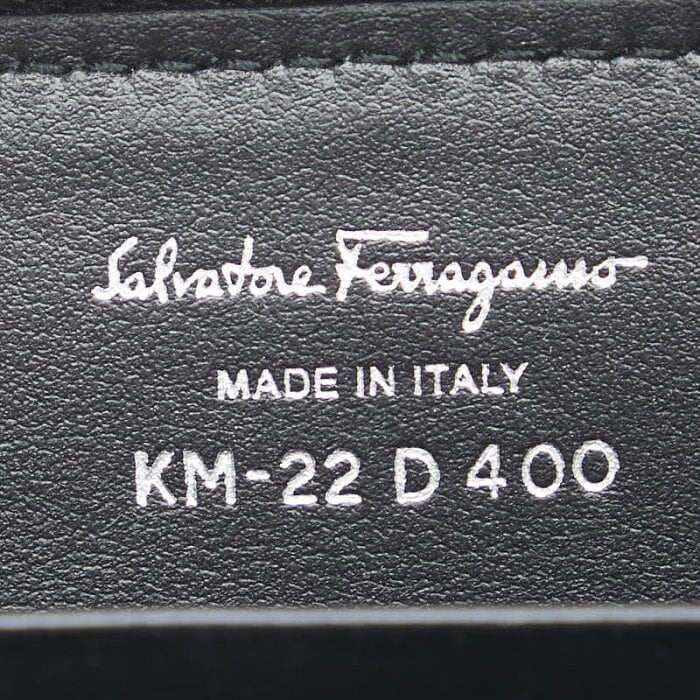 Salvatore Ferragamo
MADE IN ITALY
KM-22 D 400